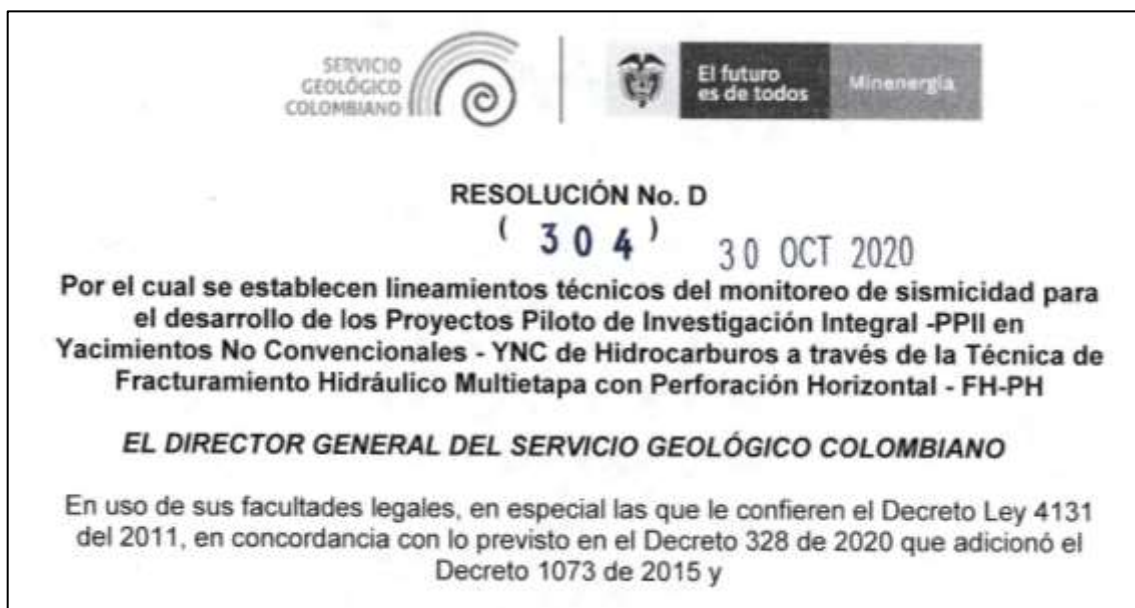 SERVICIO
GEOLÓGICO
COLOMBIANO
El futuro
es de todos
Minenergía
RESOLUCIÓN No. D
( 304 ) 30 OCT 2020
Por el cual se establecen lineamientos técnicos del monitoreo de sismicidad para
el desarrollo de los Proyectos Piloto de Investigación Integral -PPII en
Yacimientos No Convencionales - YNC de Hidrocarburos a través de la Técnica de
Fracturamiento Hidráulico Multietapa con Perforación Horizontal - FH-PH
EL DIRECTOR GENERAL DEL SERVICIO GEOLÓGICO COLOMBIANO
En uso de sus facultades legales, en especial las que le confieren el Decreto Ley 4131
del 2011, en concordancia con lo previsto en el Decreto 328 de 2020 que adicionó el
Decreto 1073 de 2015 y